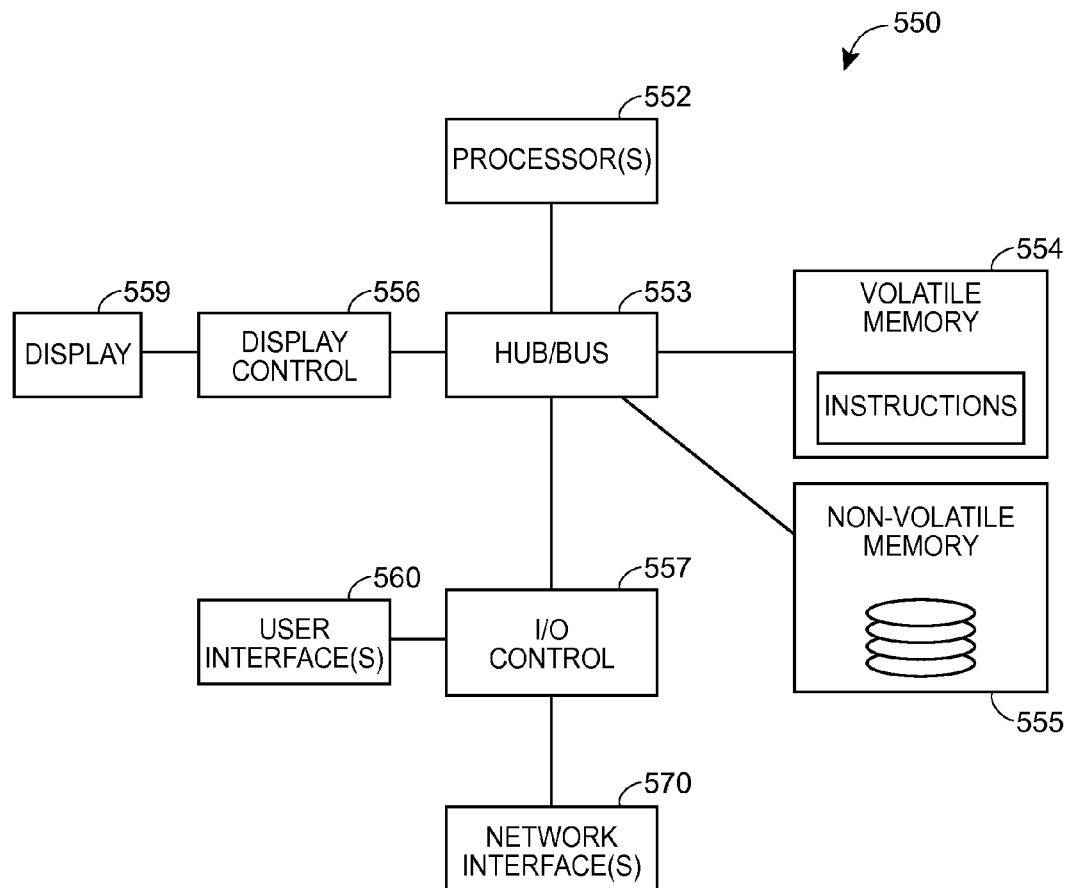 550
552
PROCESSOR(S)
554
VOLATILE
MEMORY
INSTRUCTIONS
559
DISPLAY
556
DISPLAY
CONTROL
553
HUB/BUS
NON-VOLATILE
MEMORY
555
560
USER
INTERFACE(S)
557
I/O
CONTROL
570
NETWORK
INTERFACE(S)